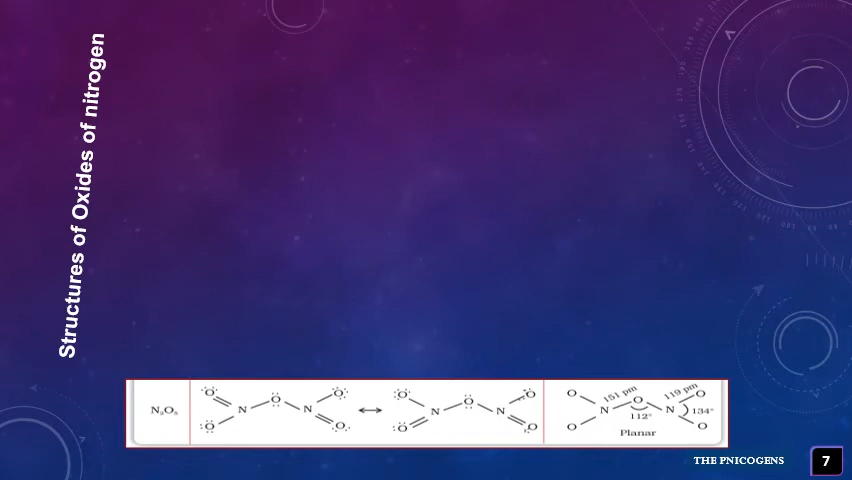 Structures of Oxides of nitrogen
N₂O₅
O O O O O O O O
N N N N
O O
O O O
N N
O O
151 pm 119 pm
112° 134°
Planar
THE PNICOGENS
7